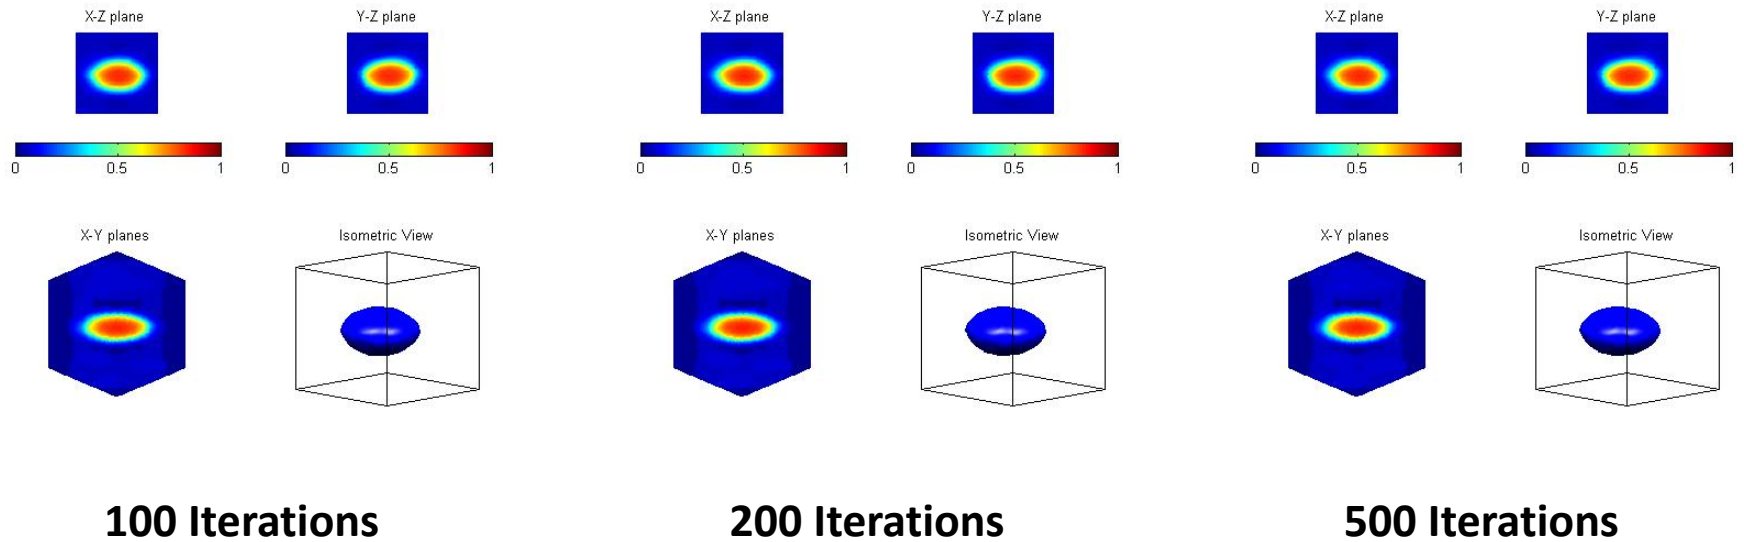 X-Z plane
Y-Z plane
X-Z plane
Y-Z plane
X-Z plane
Y-Z plane
0 0.5 1
0 0.5 1
0 0.5 1
0 0.5 1
0 0.5 1
0 0.5 1
X-Y planes
Isometric View
X-Y planes
Isometric View
X-Y planes
Isometric View
100 Iterations
200 Iterations
500 Iterations